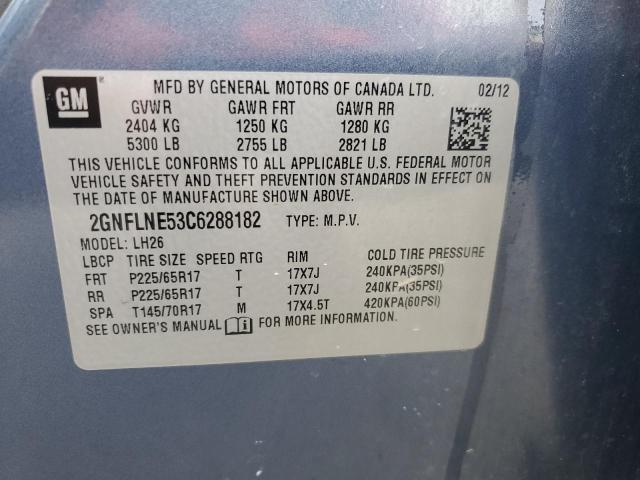 GM
MFD BY GENERAL MOTORS OF CANADA LTD. 02/12
GVWR GAWR FRT GAWR RR
2404 KG 1250 KG 1280 KG
5300 LB 2755 LB 2821 LB
THIS VEHICLE CONFORMS TO ALL APPLICABLE U.S. FEDERAL MOTOR
VEHICLE SAFETY AND THEFT PREVENTION STANDARDS IN EFFECT ON
THE DATE OF MANUFACTURE SHOWN ABOVE.
2GNFLNE53C6288182 TYPE: M.P.V.
MODEL: LH26
LBCP TIRE SIZE SPEED RTG RIM COLD TIRE PRESSURE
FRT P225/65R17 T 17X7J 240KPA(35PSI)
RR P225/65R17 T 17X7J 240KPA(35PSI)
SPA T145/70R17 M 17X4.5T 420KPA(60PSI)
SEE OWNER'S MANUAL i FOR MORE INFORMATION.